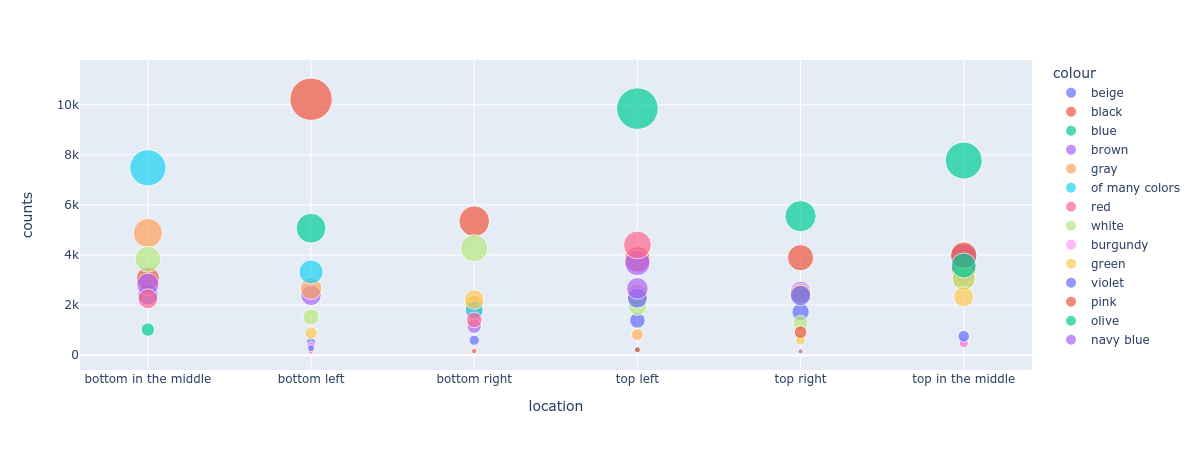 colour
beige
black
blue
brown
gray
of many colors
red
white
burgundy
green
violet
pink
olive
navy blue
counts
10k
8k
6k
4k
2k
0
bottom in the middle
bottom left
bottom right
top left
top right
top in the middle
location